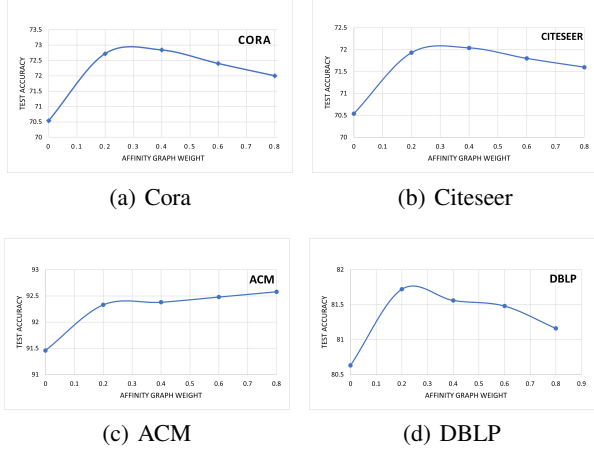 CORA
73.5
73
72.5
72
71.5
71
70.5
70
TEST ACCURACY
0 0.1 0.2 0.3 0.4 0.5 0.6 0.7 0.8
AFFINITY GRAPH WEIGHT
(a) Cora
CITESEER
72.5
72
71.5
71
70.5
70
TEST ACCURACY
0 0.1 0.2 0.3 0.4 0.5 0.6 0.7 0.8
AFFINITY GRAPH WEIGHT
(b) Citeseer
ACM
93
92.5
92
91.5
91
TEST ACCURACY
0 0.1 0.2 0.3 0.4 0.5 0.6 0.7 0.8
AFFINITY GRAPH WEIGHT
(c) ACM
DBLP
82
81.5
81
80.5
TEST ACCURACY
0 0.1 0.2 0.3 0.4 0.5 0.6 0.7 0.8 0.9
AFFINITY GRAPH WEIGHT
(d) DBLP